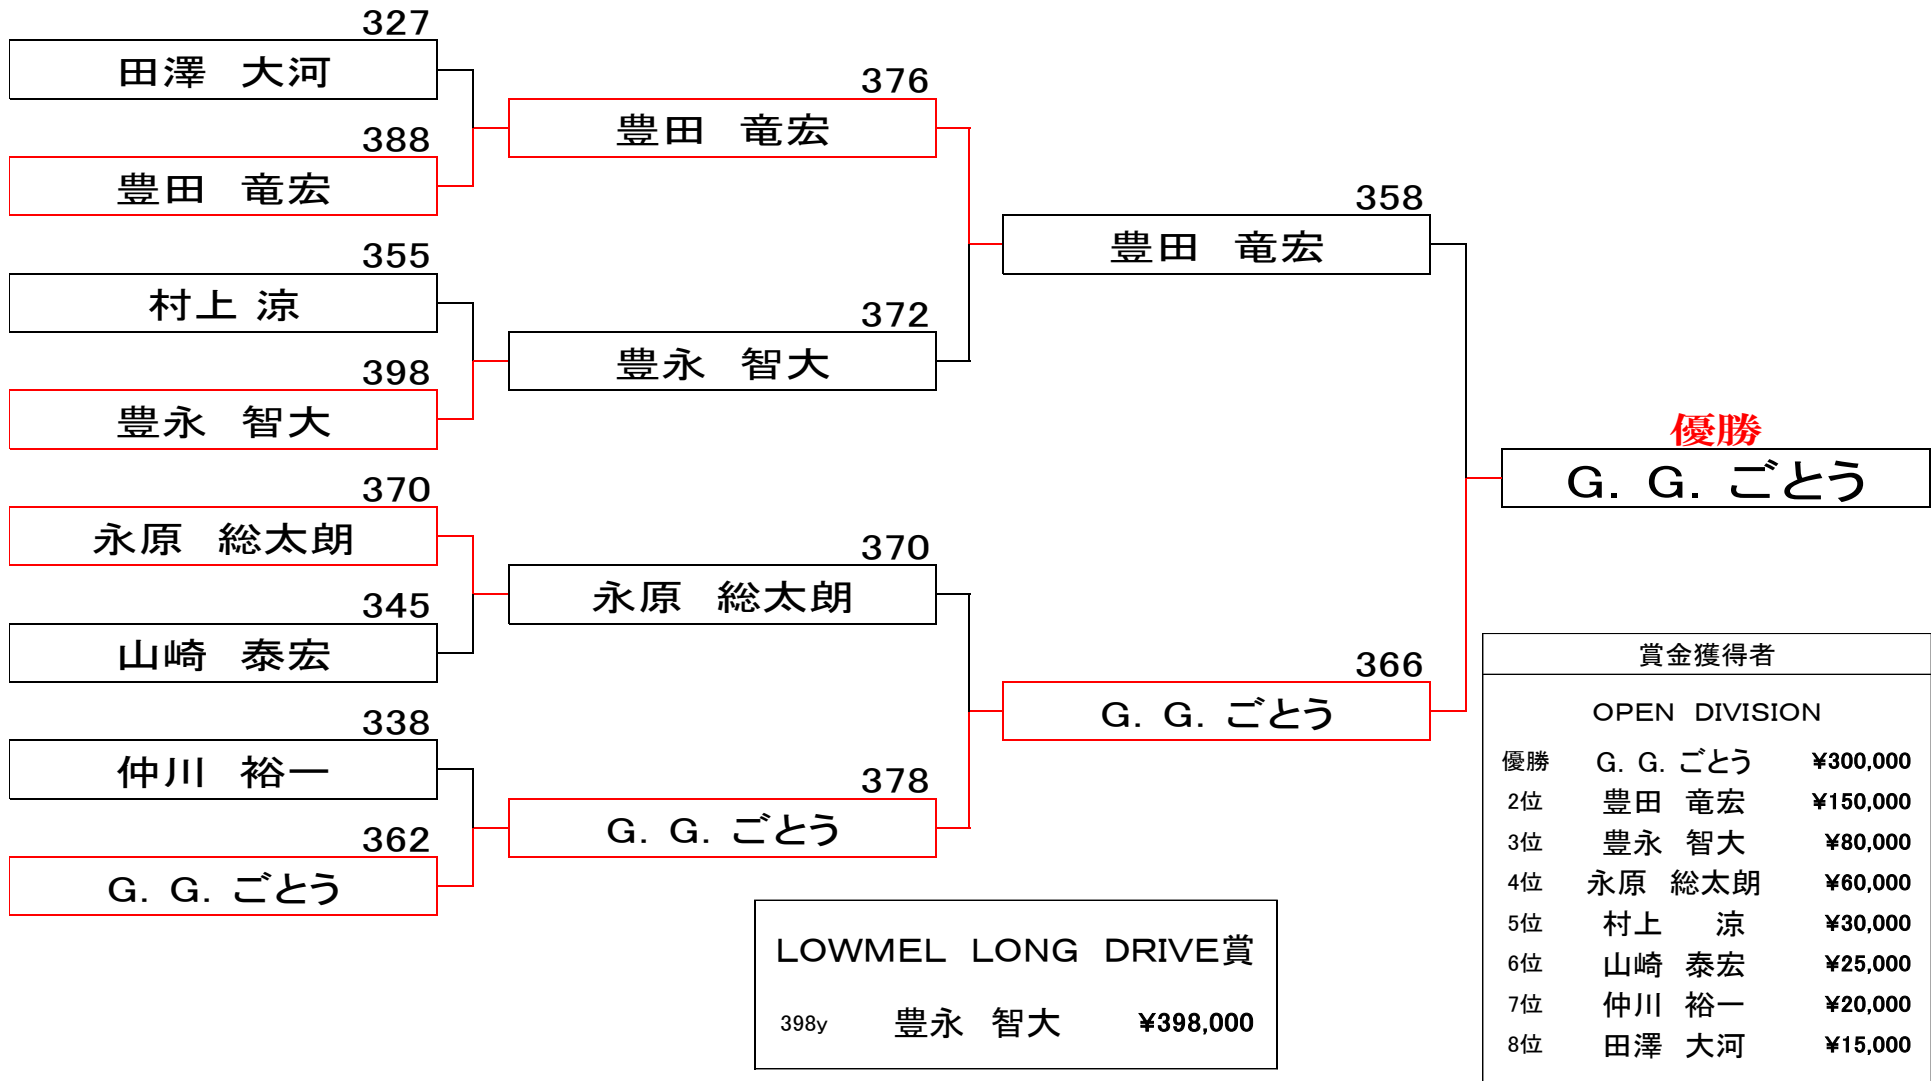 327
田澤　大河
388
豊田　竜宏
355
村上 涼
398
豊永　智大
370
永原　総太朗
345
山崎　泰宏
338
仲川　裕一
362
G. G. ごとう
376
豊田　竜宏
372
豊永　智大
370
永原　総太朗
378
G. G. ごとう
358
豊田　竜宏
366
G. G. ごとう
優勝
G. G. ごとう
LOWMEL LONG DRIVE賞
398y 豊永　智大 ¥398,000
賞金獲得者
OPEN DIVISION
優勝 G. G. ごとう ¥300,000
2位 豊田　竜宏 ¥150,000
3位 豊永　智大 ¥80,000
4位 永原　総太朗 ¥60,000
5位 村上　涼 ¥30,000
6位 山崎　泰宏 ¥25,000
7位 仲川　裕一 ¥20,000
8位 田澤　大河 ¥15,000